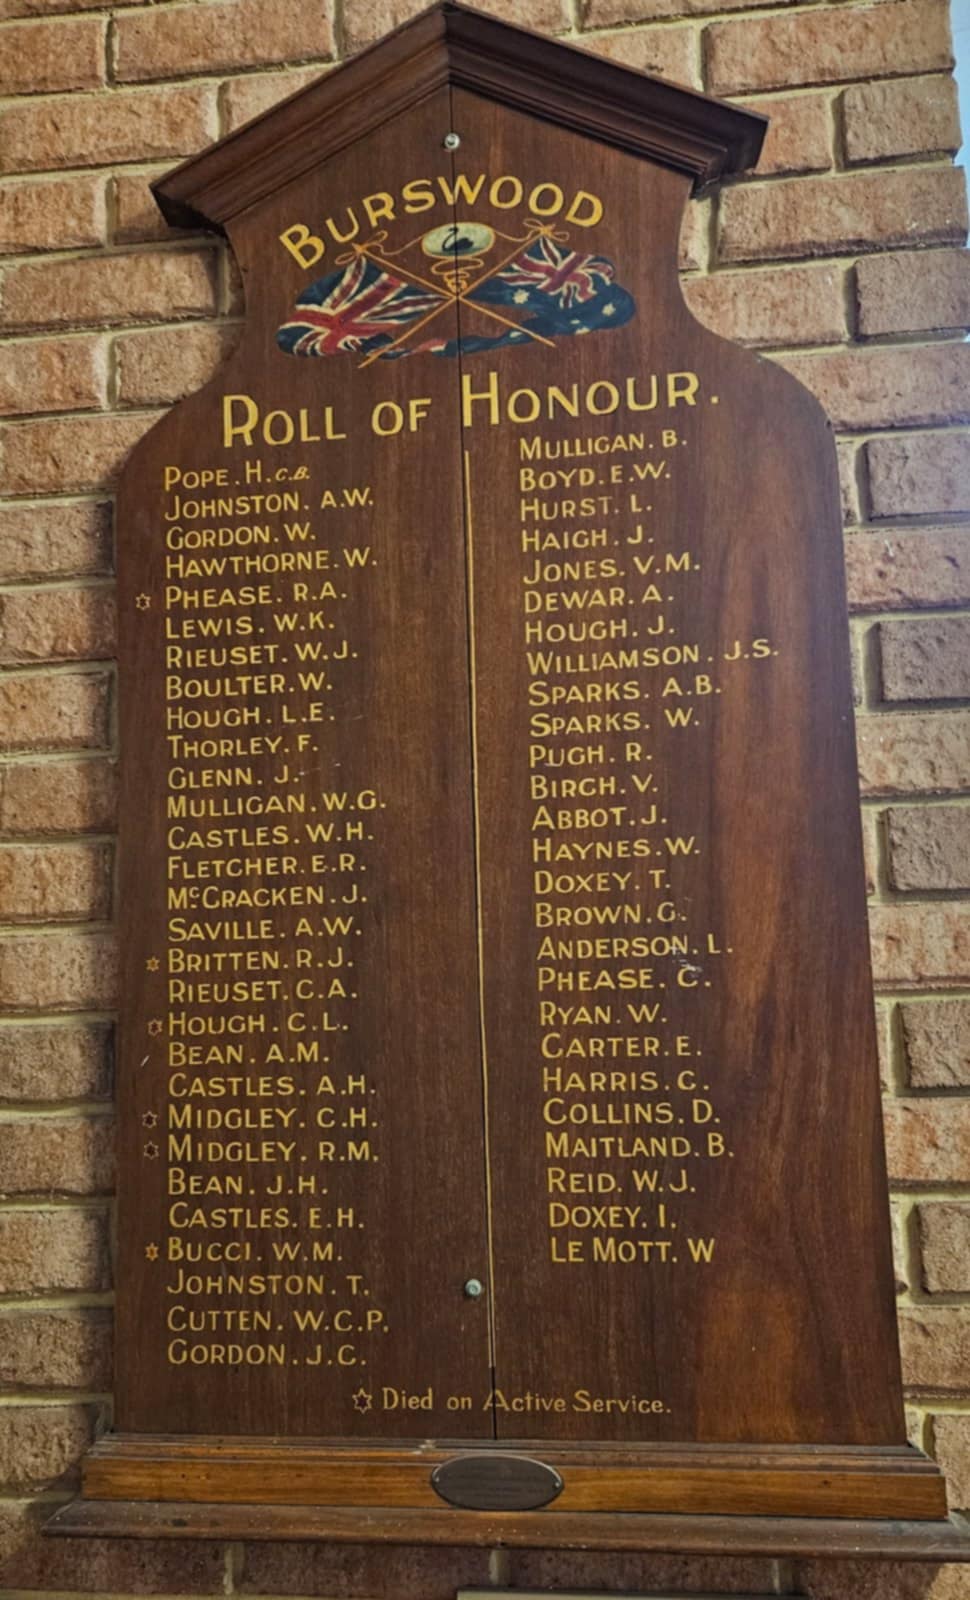 BURSWOOD
ROLL OF HONOUR.
POPE. H. C.B.
JOHNSTON. A.W.
GORDON. W.
HAWTHORNE. W.
✡ PHEASE. R.A.
LEWIS. W.K.
RIEUSET. W.J.
BOULTER. W.
HOUGH. L.E.
THORLEY. F.
GLENN. J.
MULLIGAN. W.G.
CASTLES. W.H.
FLETCHER. E.R.
McCRACKEN. J.
SAVILLE. A.W.
✡ BRITTEN. R.J.
RIEUSET. C.A.
✡ HOUGH. C.L.
BEAN. A.M.
CASTLES. A.H.
✡ MIDGLEY. C.H.
✡ MIDGLEY. R.M.
BEAN. J.H.
CASTLES. E.H.
✡ BUCCI. W.M.
JOHNSTON. T.
CUTTEN. W.C.P.
GORDON. J.C.
MULLIGAN. B.
BOYD. E.W.
HURST. L.
HAIGH. J.
JONES. V.M.
DEWAR. A.
HOUGH. J.
WILLIAMSON. J.S.
SPARKS. A.B.
SPARKS. W.
PUGH. R.
BIRCH. V.
ABBOT. J.
HAYNES. W.
DOXEY. T.
BROWN. G.
ANDERSON. L.
PHEASE. C.
RYAN. W.
CARTER. E.
HARRIS. C.
COLLINS. D.
MAITLAND. B.
REID. W.J.
DOXEY. I.
LE MOTT. W
✡ Died on Active Service.